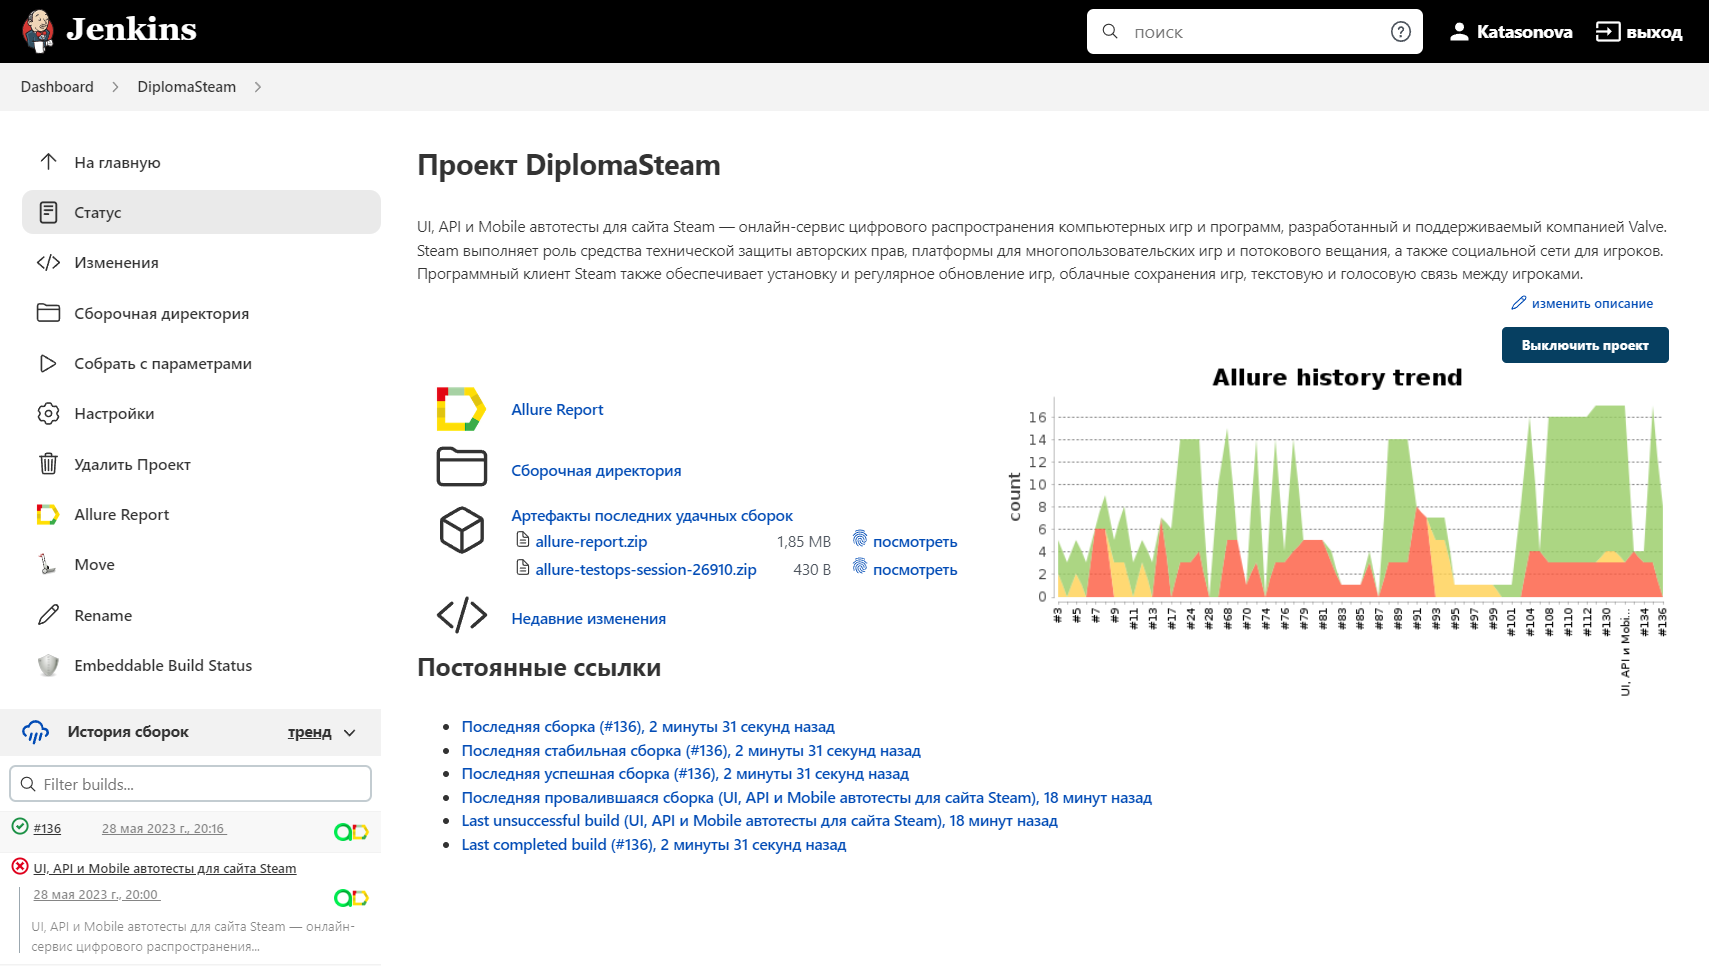 Jenkins
поиск
Katasonova
выход
Dashboard
DiplomaSteam
На главную
Статус
Изменения
Сборочная директория
Собрать с параметрами
Настройки
Удалить Проект
Allure Report
Move
Rename
Embeddable Build Status
История сборок
тренд
Filter builds...
#136
28 мая 2023 г., 20:16
UI, API и Mobile автотесты для сайта Steam
28 мая 2023 г., 20:00
UI, API и Mobile автотесты для сайта Steam — онлайн-
сервис цифрового распространения...
Проект DiplomaSteam
UI, API и Mobile автотесты для сайта Steam — онлайн-сервис цифрового распространения компьютерных игр и программ, разработанный и поддерживаемый компанией Valve.
Steam выполняет роль средства технической защиты авторских прав, платформы для многопользовательских игр и потокового вещания, а также социальной сети для игроков.
Программный клиент Steam также обеспечивает установку и регулярное обновление игр, облачные сохранения игр, текстовую и голосовую связь между игроками.
изменить описание
Выключить проект
Allure Report
Сборочная директория
Артефакты последних удачных сборок
allure-report.zip 1,85 MB посмотреть
allure-testops-session-26910.zip 430 B посмотреть
Недавние изменения
Allure history trend
count
16
14
12
10
8
6
4
2
0
#3
#5
#7
#9
#11
#13
#17
#24
#28
#68
#70
#74
#76
#79
#81
#83
#85
#87
#89
#91
#93
#95
#97
#99
#101
#104
#108
#110
#112
#130
UI, API и Mobi...
#134
#136
Постоянные ссылки
Последняя сборка (#136), 2 минуты 31 секунд назад
Последняя стабильная сборка (#136), 2 минуты 31 секунд назад
Последняя успешная сборка (#136), 2 минуты 31 секунд назад
Последняя провалившаяся сборка (UI, API и Mobile автотесты для сайта Steam), 18 минут назад
Last unsuccessful build (UI, API и Mobile автотесты для сайта Steam), 18 минут назад
Last completed build (#136), 2 минуты 31 секунд назад